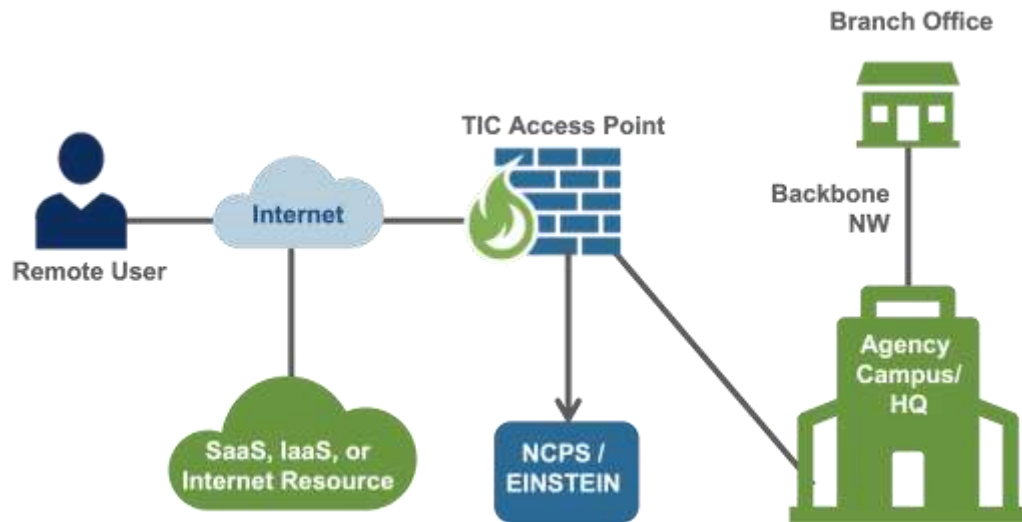 Branch Office
TIC Access Point
Backbone
NW
Internet
Remote User
Agency
Campus/
HQ
SaaS, IaaS, or
Internet Resource
NCPS /
EINSTEIN